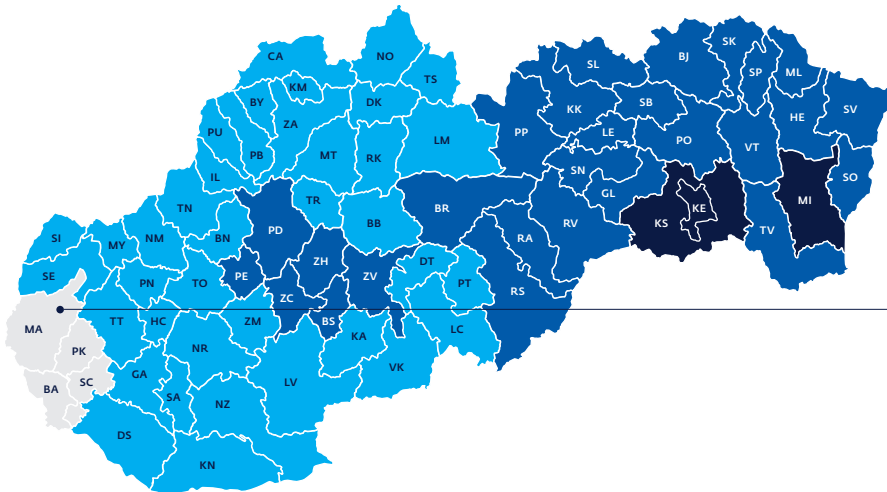 CA
NO
TS
KM
BY
DK
ZA
PU
PB
MT
RK
LM
IL
TR
TN
BB
BN
PD
SI
MY
NM
SE
PN
TO
PE
ZH
ZV
ZC
BS
DT
PT
MA
TT
HC
ZM
KA
LC
PK
NR
VK
BA
SC
GA
SA
NZ
LV
DS
KN
SK
BJ
SL
SP
ML
KK
SB
SV
HE
PP
LE
PO
VT
SN
GL
SO
BR
RA
RV
KS
KE
MI
TV
RS